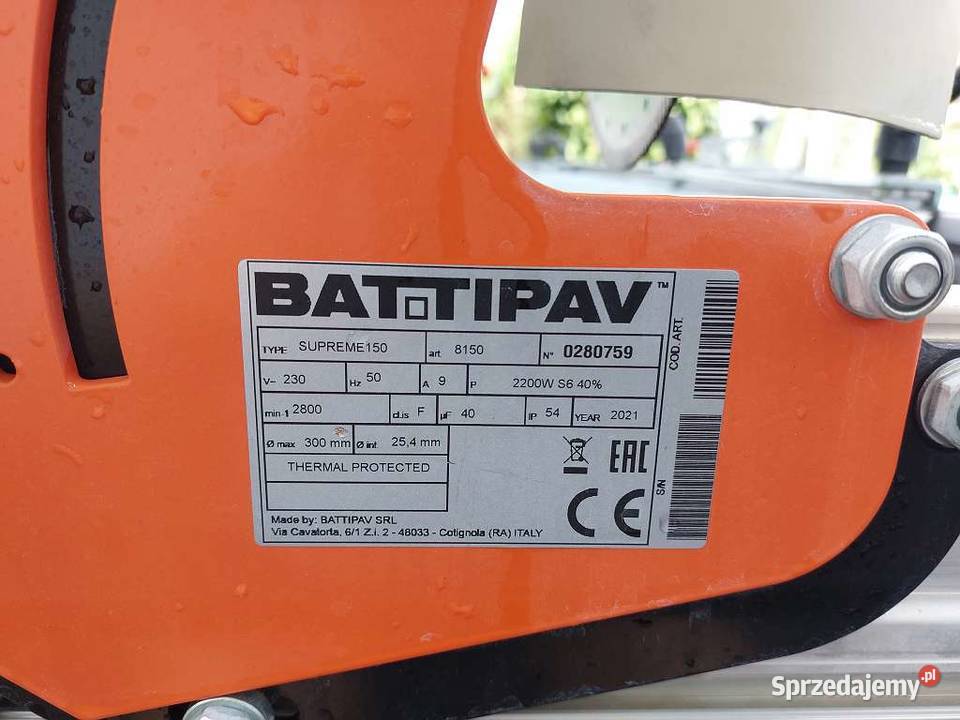 BATTIPAV™
TYPE SUPREME150 art. 8150 N° 0280759
V~ 230 Hz 50 A 9 P 2200W S6 40%
min-1 2800 cl.is F µF 40 IP 54 YEAR 2021
Ø max 300 mm Ø int. 25,4 mm
THERMAL PROTECTED
EAC
CE
Made by: BATTIPAV SRL
Via Cavatorta, 6/1 Z.i. 2 - 48033 - Cotignola (RA) ITALY
COD. ART.
S/N
Sprzedajemy.pl